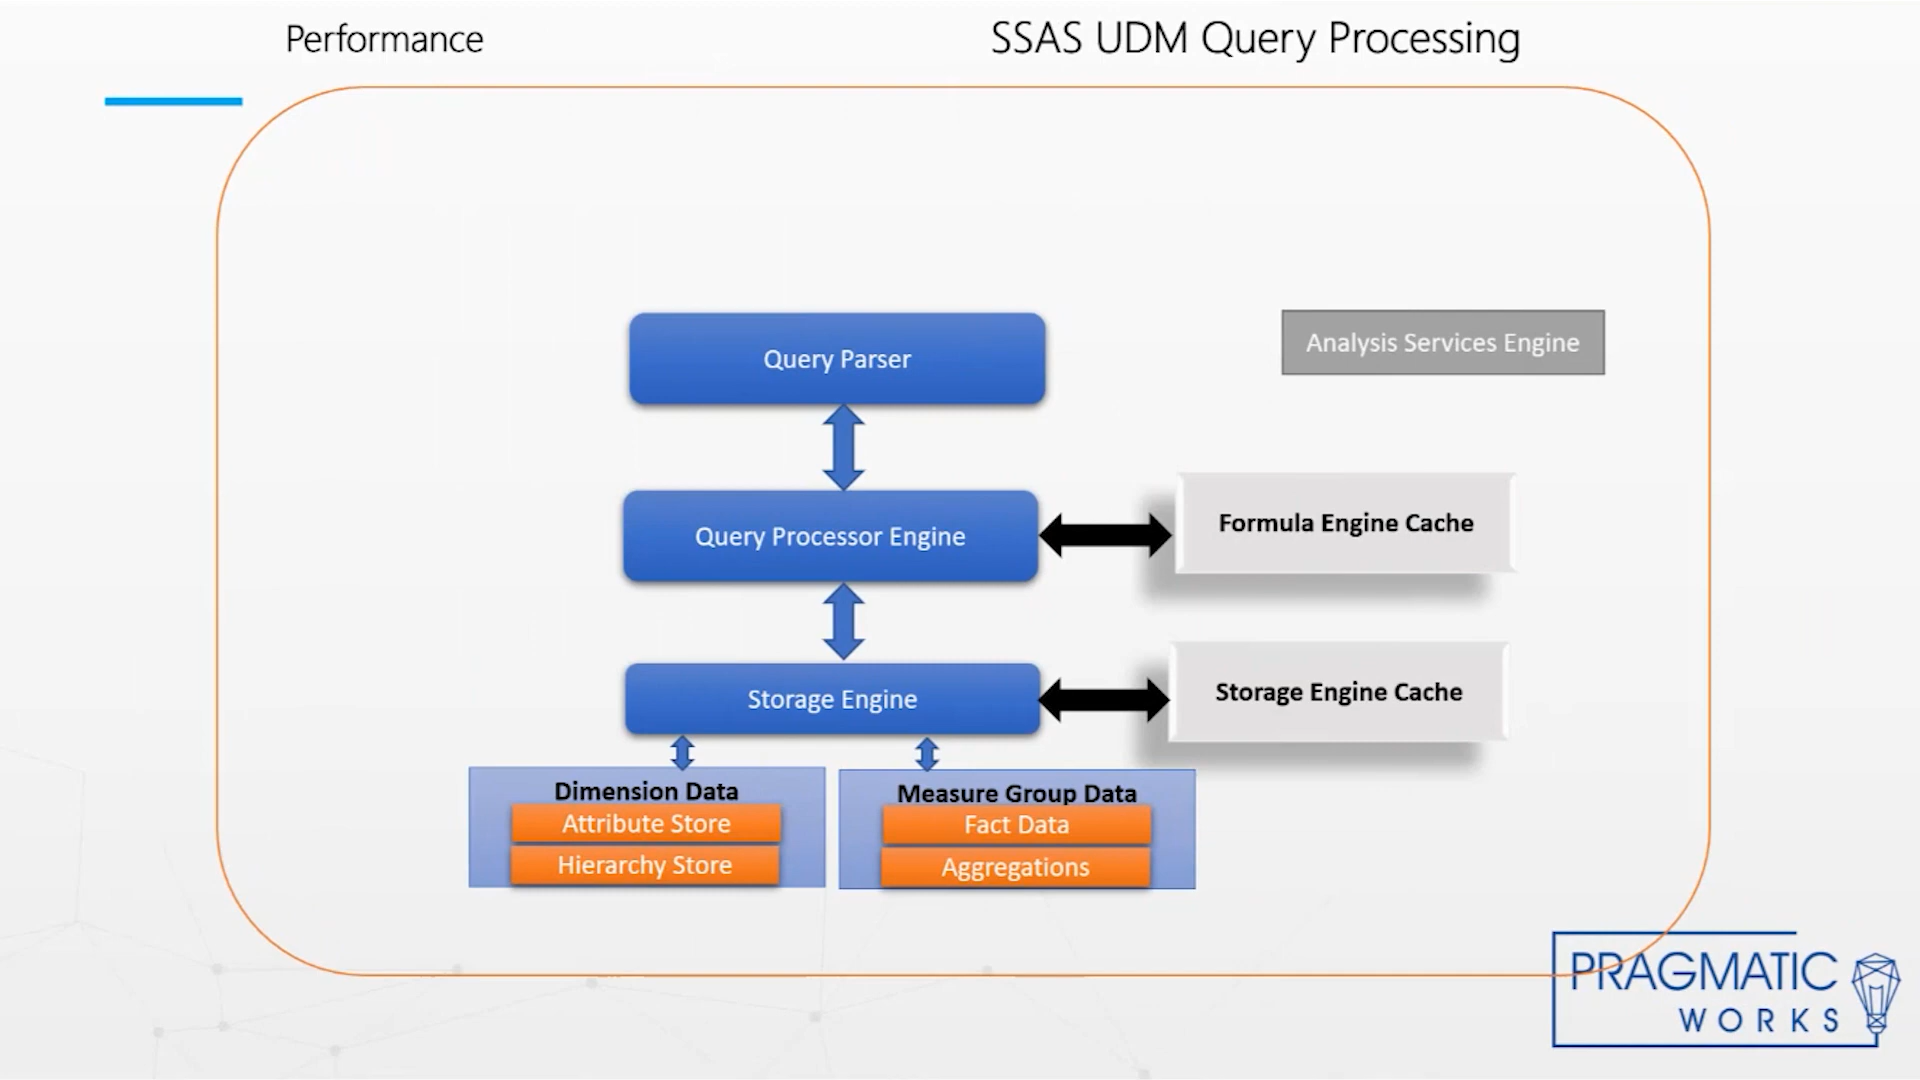 Performance
SSAS UDM Query Processing
Query Parser
Analysis Services Engine
Query Processor Engine
Formula Engine Cache
Storage Engine
Storage Engine Cache
Dimension Data
Attribute Store
Hierarchy Store
Measure Group Data
Fact Data
Aggregations
PRAGMATIC
WORKS